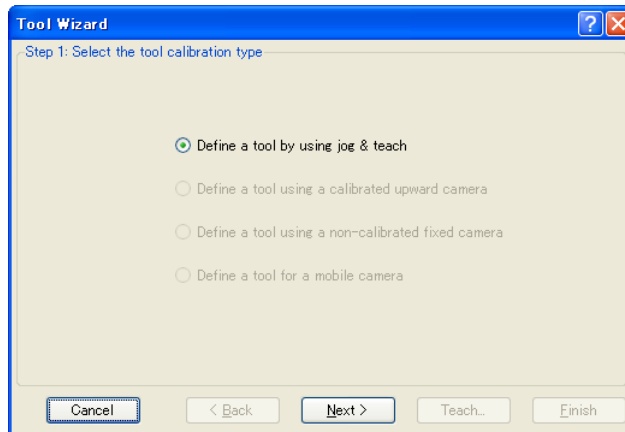 Tool Wizard
Step 1: Select the tool calibration type
Define a tool by using jog & teach
Define a tool using a calibrated upward camera
Define a tool using a non-calibrated fixed camera
Define a tool for a mobile camera
Cancel < Back Next > Teach... Finish